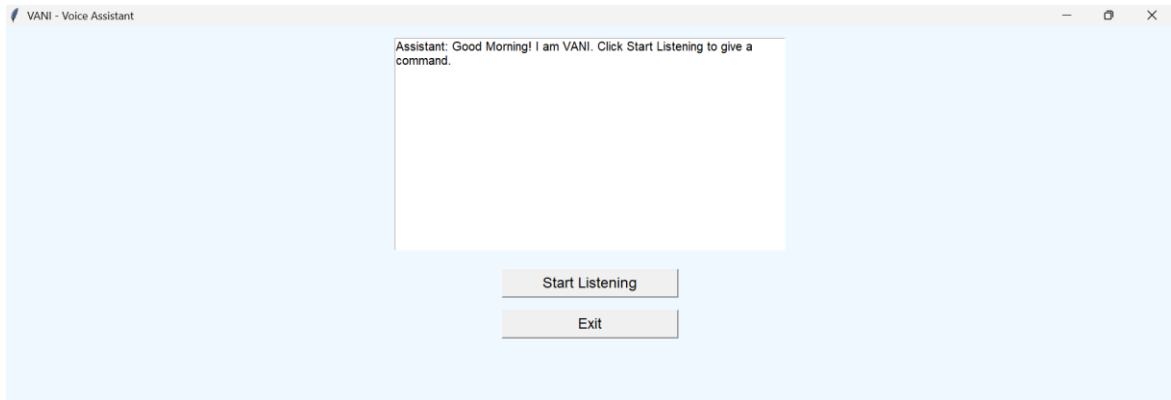 VANI - Voice Assistant
Assistant: Good Morning! I am VANI. Click Start Listening to give a
command.
Start Listening
Exit